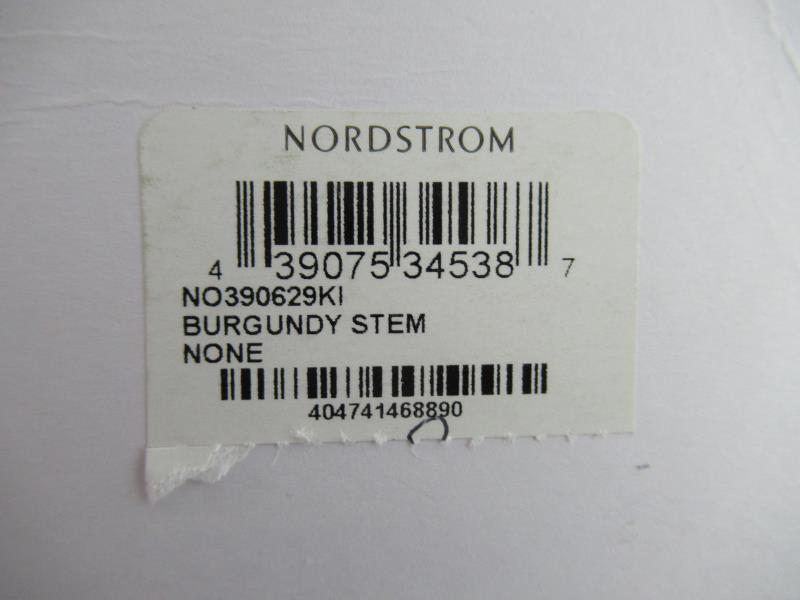 NORDSTROM
4 39075 34538 7
NO390629KI
BURGUNDY STEM
NONE
404741468890